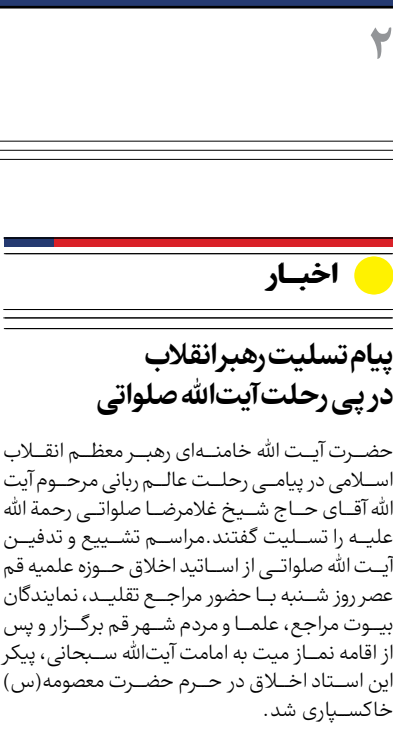 ۲
اخبـار
پیام تسلیت رهبر انقلاب
در پی رحلت آیت‌الله صلواتی
حضـرت آیـت الله خامنـه‌ای رهبـر معظـم انقـلاب
اسـلامی در پیامـی رحلـت عالـم ربانی مرحـوم آیت
الله آقـای حـاج شـیخ غلامرضـا صلواتـی رحمة الله
علیـه را تسـلیت گفتند.مراسـم تشـییع و تدفیـن
آیـت الله صلواتـی از اسـاتید اخلاق حـوزه علمیه قم
عصر روز شـنبه بـا حضور مراجـع تقلیـد، نمایندگان
بیـوت مراجع، علمـا و مردم شـهر قم برگـزار و پس
از اقامه نمـاز میت به امامت آیت‌الله سـبحانی، پیکر
این اسـتاد اخـلاق در حـرم حضـرت معصومه(س)
خاکسـپاری شد.